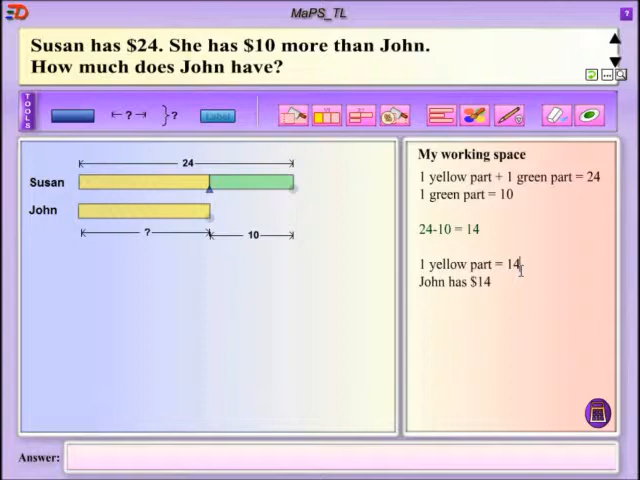 MaPS_TL
?
Susan has $24. She has $10 more than John.
How much does John have?
TOOLS
?
}?
Label
24
Susan
John
?
10
My working space
1 yellow part + 1 green part = 24
1 green part = 10
24-10 = 14
1 yellow part = 14
John has $14
Answer: